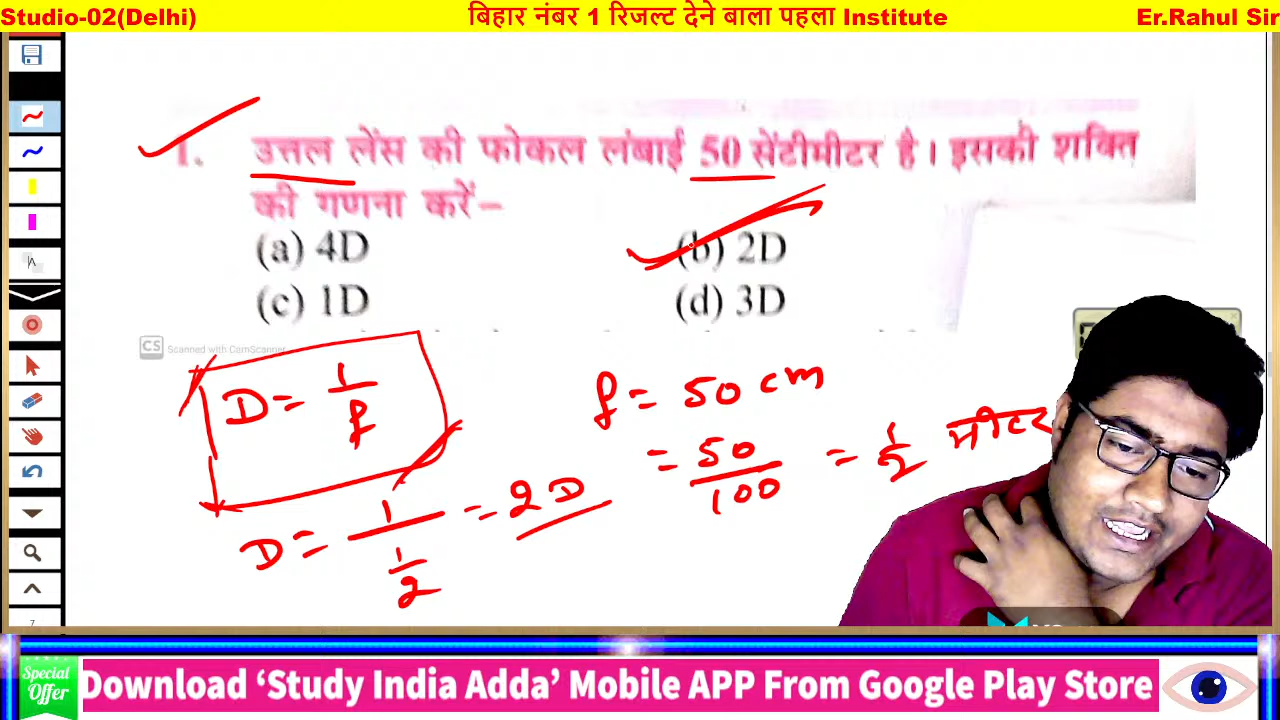 Studio-02(Delhi) बिहार नंबर 1 रिजल्ट देने बाला पहला Institute Er.Rahul Sir
1. उत्तल लेंस की फोकल लंबाई 50 सेंटीमीटर है। इसकी शक्ति
की गणना करें–
(a) 4D (b) 2D
(c) 1D (d) 3D
CS Scanned with CamScanner
D = 1/f
f = 50 cm
= 50/100 = 1/2 मीटर
D = 1/(1/2) = 2D
7
Special Offer
Download ‘Study India Adda’ Mobile APP From Google Play Store